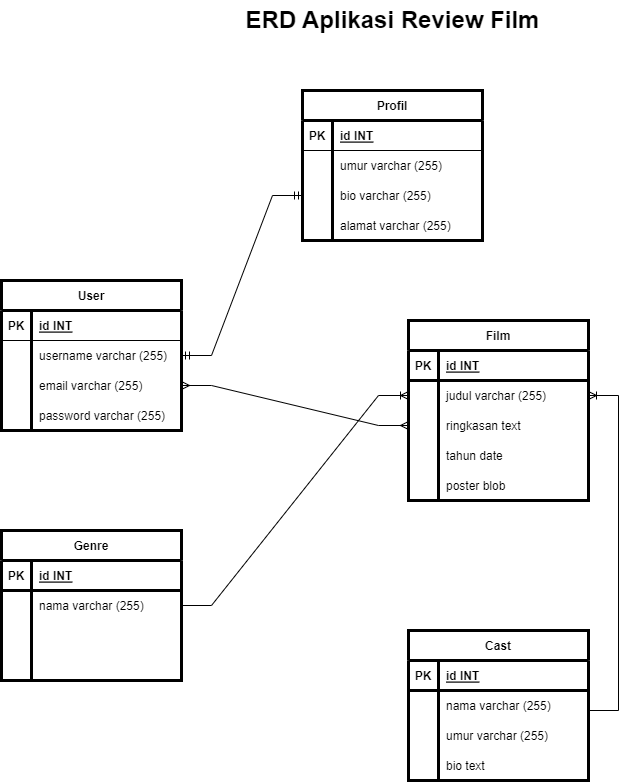 ERD Aplikasi Review Film
Profil
PK id INT
umur varchar (255)
bio varchar (255)
alamat varchar (255)
User
PK id INT
username varchar (255)
email varchar (255)
password varchar (255)
Film
PK id INT
judul varchar (255)
ringkasan text
tahun date
poster blob
Genre
PK id INT
nama varchar (255)
Cast
PK id INT
nama varchar (255)
umur varchar (255)
bio text